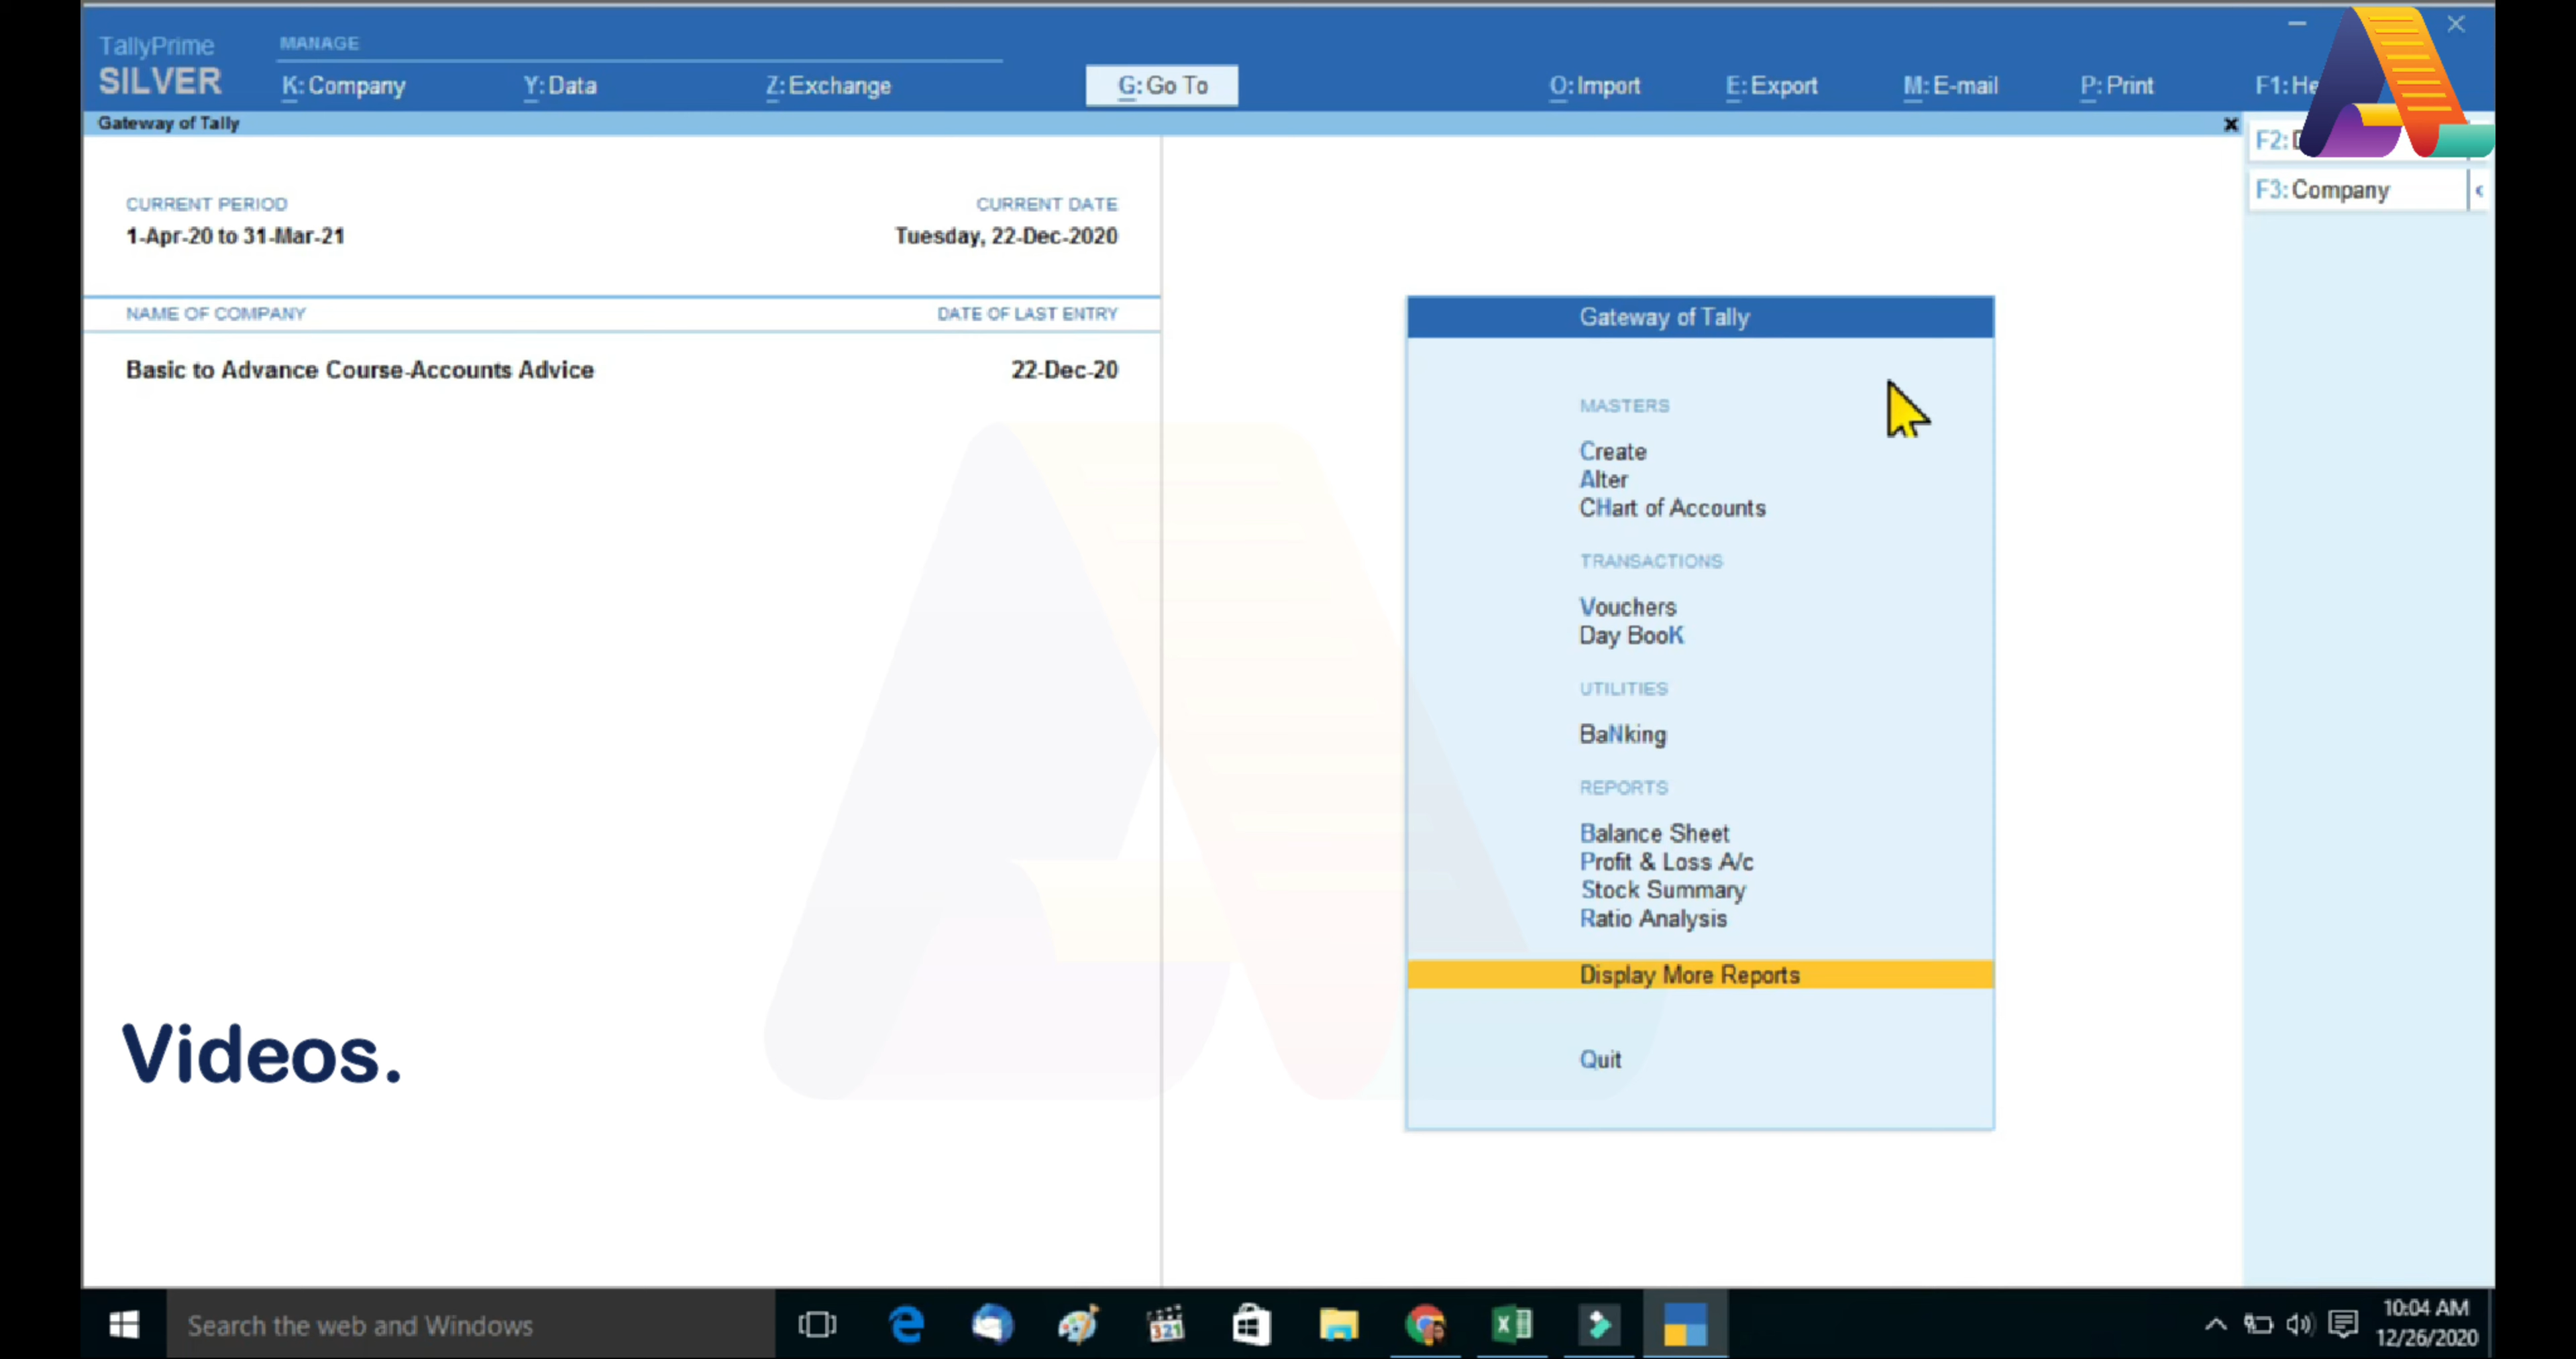 TallyPrime
SILVER
MANAGE
K: Company
Y: Data
Z: Exchange
G: Go To
O: Import
E: Export
M: E-mail
P: Print
F1:
Gateway of Tally
F2:
F3: Company
CURRENT PERIOD
CURRENT DATE
1-Apr-20 to 31-Mar-21
Tuesday, 22-Dec-2020
NAME OF COMPANY
DATE OF LAST ENTRY
Basic to Advance Course-Accounts Advice
22-Dec-20
Gateway of Tally
MASTERS
Create
Alter
CHart of Accounts
TRANSACTIONS
Vouchers
Day BooK
UTILITIES
BaNking
REPORTS
Balance Sheet
Profit & Loss A/c
Stock Summary
Ratio Analysis
Display More Reports
Quit
Videos.
Search the web and Windows
321
10:04 AM
12/26/2020